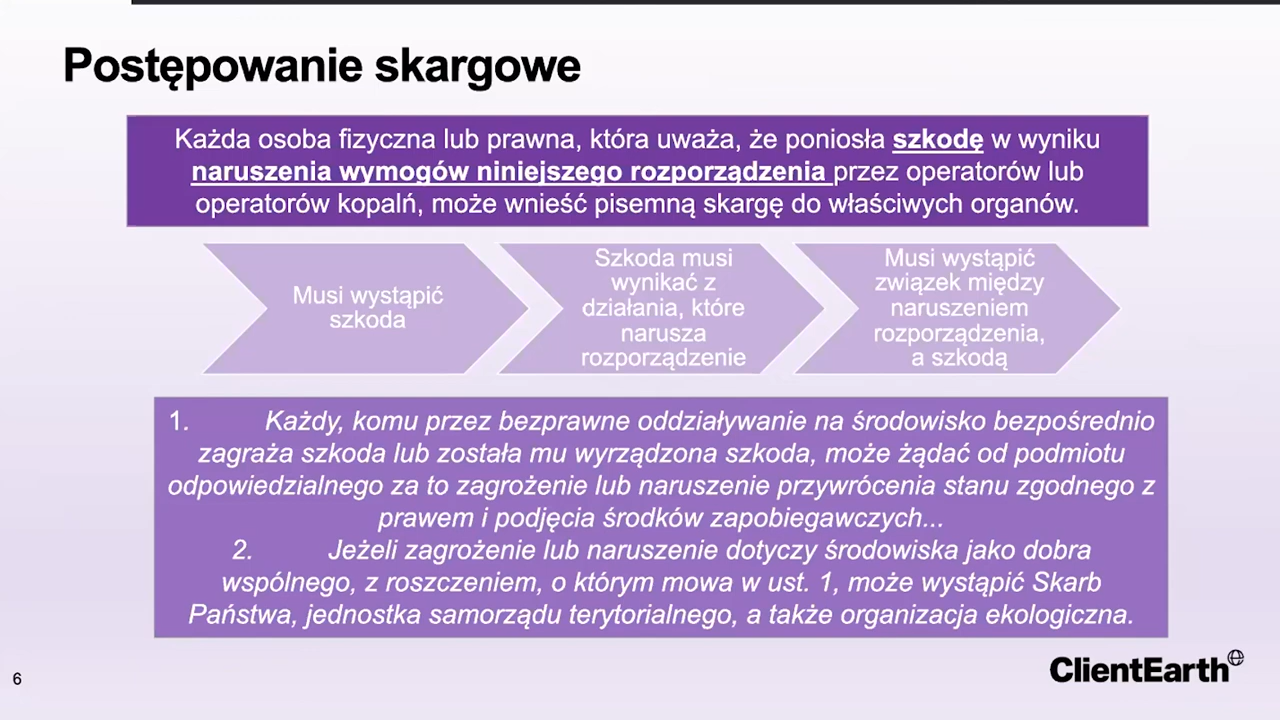 Postępowanie skargowe
Każda osoba fizyczna lub prawna, która uważa, że poniosła szkodę w wyniku
naruszenia wymogów niniejszego rozporządzenia przez operatorów lub
operatorów kopalń, może wnieść pisemną skargę do właściwych organów.
Musi wystąpić
szkoda
Szkoda musi
wynikać z
działania, które
narusza
rozporządzenie
Musi wystąpić
związek między
naruszeniem
rozporządzenia,
a szkodą
1. Każdy, komu przez bezprawne oddziaływanie na środowisko bezpośrednio
zagraża szkoda lub została mu wyrządzona szkoda, może żądać od podmiotu
odpowiedzialnego za to zagrożenie lub naruszenie przywrócenia stanu zgodnego z
prawem i podjęcia środków zapobiegawczych...
2. Jeżeli zagrożenie lub naruszenie dotyczy środowiska jako dobra
wspólnego, z roszczeniem, o którym mowa w ust. 1, może wystąpić Skarb
Państwa, jednostka samorządu terytorialnego, a także organizacja ekologiczna.
ClientEarth
6